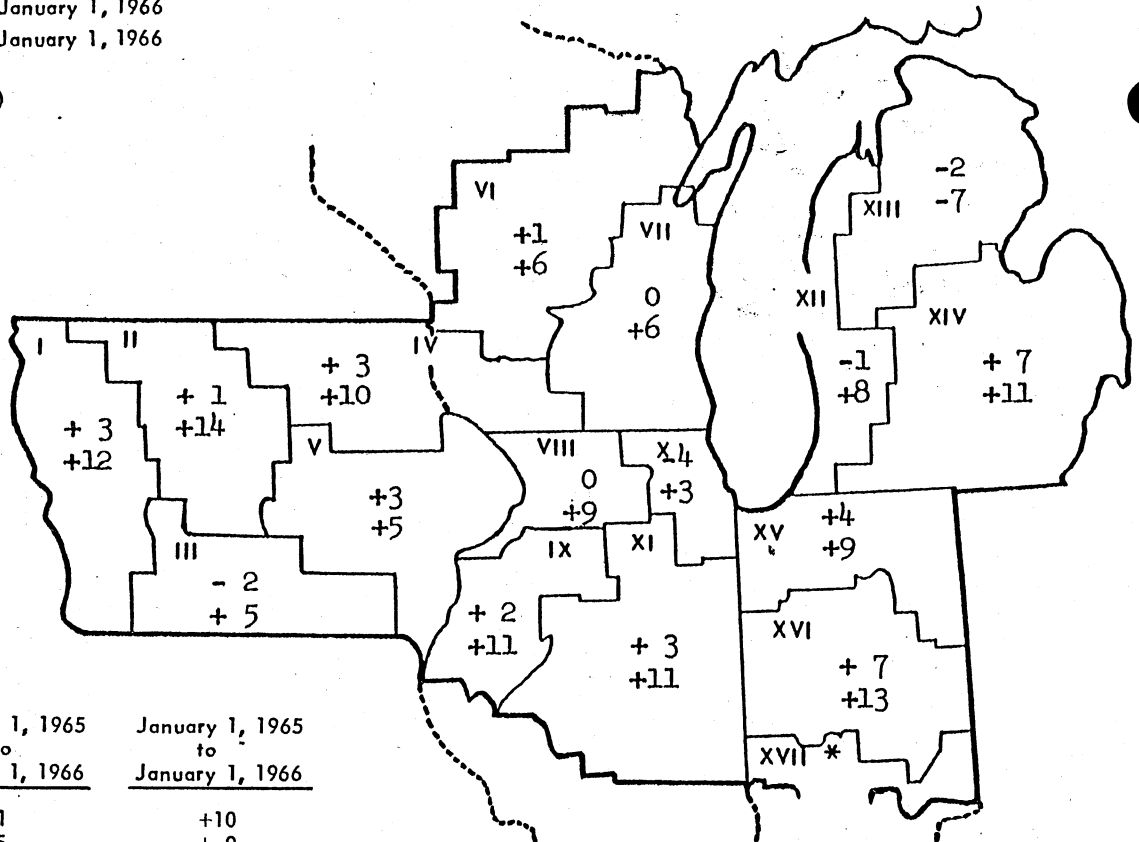 January 1, 1966
January 1, 1966
VI
+1
+6
VII
0
+6
XIII
-2
-7
XII
-1
+8
XIV
+ 7
+11
I
+ 3
+12
II
+ 1
+14
IV
+ 3
+10
V
+3
+5
III
- 2
+ 5
VIII
0
+9
X
-4
+3
IX
+ 2
+11
XI
+ 3
+11
XV
+4
+9
XVI
+ 7
+13
XVII *
1, 1965
1, 1966
January 1, 1965
to
January 1, 1966
+10